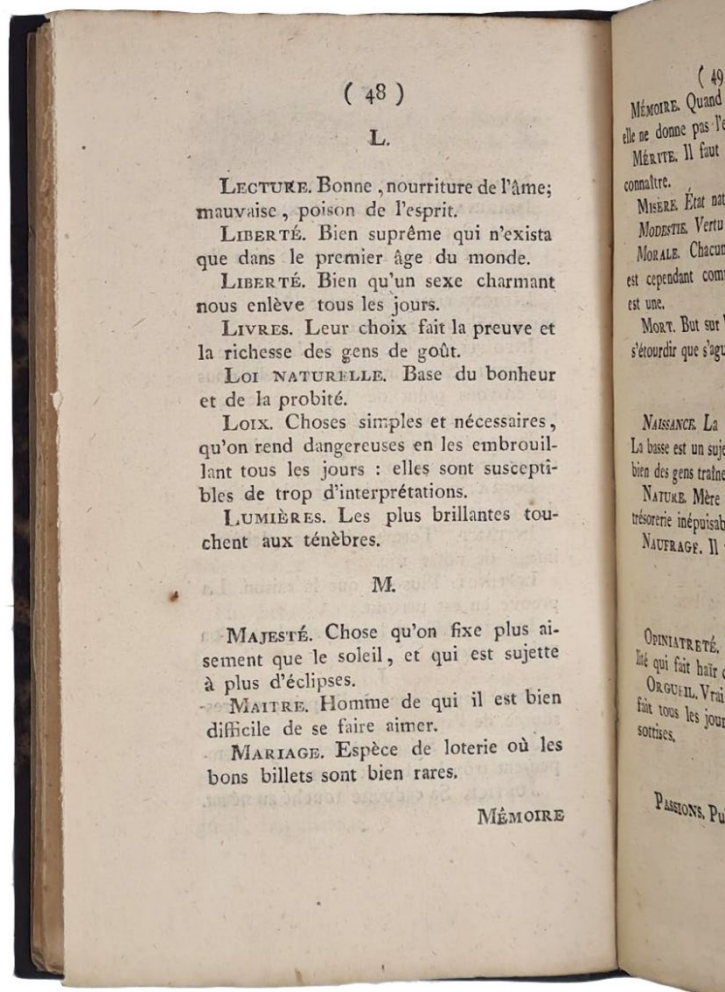 ( 48 )
L.
LECTURE. Bonne, nourriture de l'âme;
mauvaise, poison de l'esprit.
LIBERTÉ. Bien suprême qui n'exista
que dans le premier âge du monde.
LIBERTÉ. Bien qu'un sexe charmant
nous enlève tous les jours.
LIVRES. Leur choix fait la preuve et
la richesse des gens de goût.
LOI NATURELLE. Base du bonheur
et de la probité.
LOIX. Choses simples et nécessaires,
qu'on rend dangereuses en les embrouil-
lant tous les jours : elles sont suscepti-
bles de trop d'interprétations.
LUMIÈRES. Les plus brillantes tou-
chent aux ténèbres.
M.
MAJESTÉ. Chose qu'on fixe plus ai-
sement que le soleil, et qui est sujette
à plus d'éclipses.
MAITRE. Homme de qui il est bien
difficile de se faire aimer.
MARIAGE. Espèce de loterie où les
bons billets sont bien rares.
MÉMOIRE
( 49
MÉMOIRE. Quand
elle ne donne pas
MÉRITE. Il faut
connaître.
MISÈRE. État
MODESTIE. Vertu
MORALE. Chacun
est cependant
est une.
MORT. But sur
s'étourdir que
NAISSANCE. La
La basse est un
bien des gens
NATURE. Mère
trésorerie
NAUFRAGE. Il
OPINIATRETÉ.
qui fait haïr
ORGUEIL. Vrai
fait tous les
sottises.
PASSIONS.